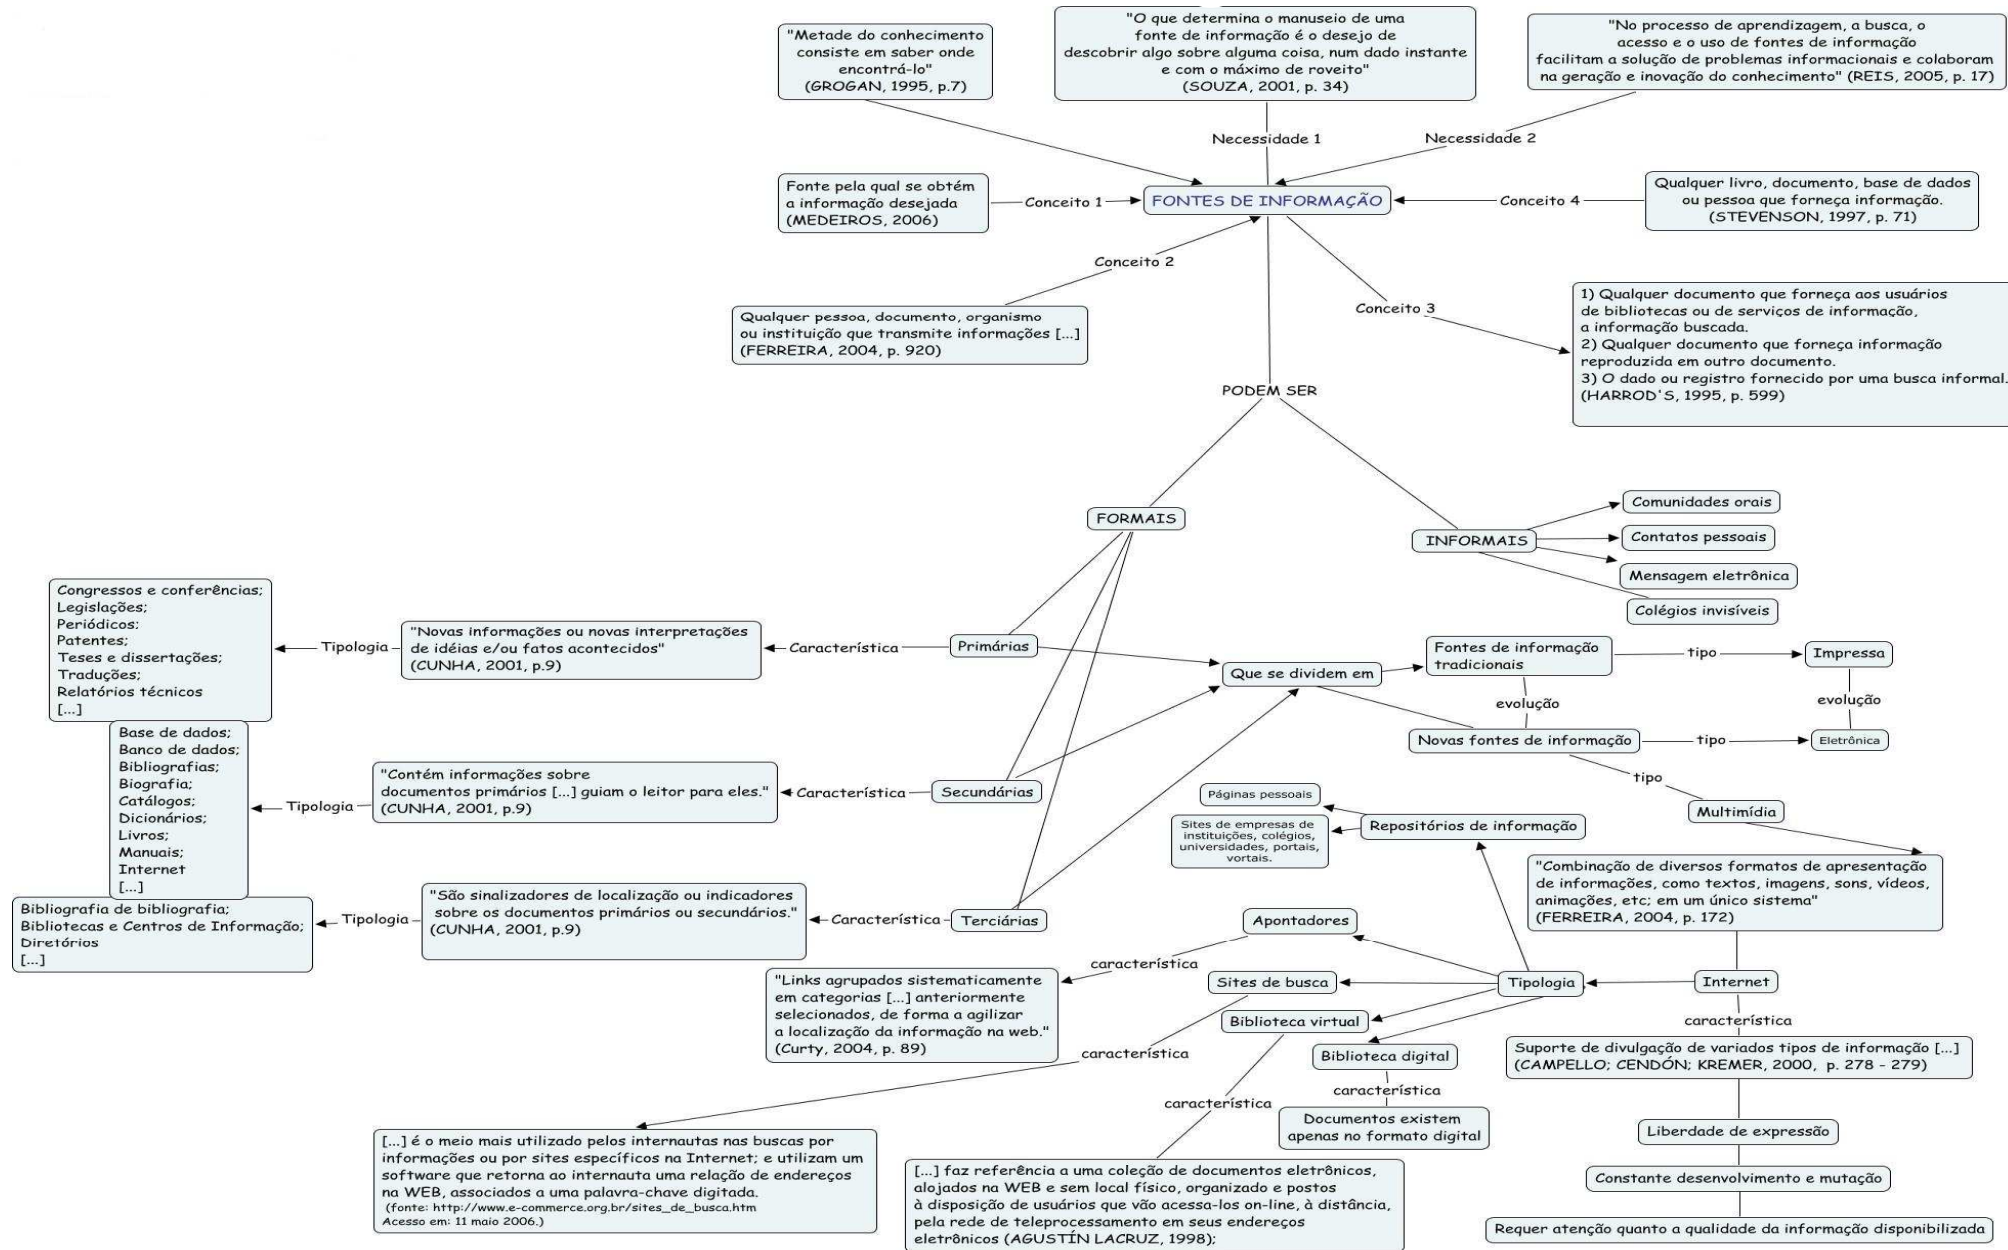 "Metade do conhecimento
consiste em saber onde
encontrá-lo"
(GROGAN, 1995, p.7)
"O que determina o manuseio de uma
fonte de informação é o desejo de
descobrir algo sobre alguma coisa, num dado instante
e com o máximo de roveito"
(SOUZA, 2001, p. 34)
"No processo de aprendizagem, a busca, o
acesso e o uso de fontes de informação
facilitam a solução de problemas informacionais e colaboram
na geração e inovação do conhecimento" (REIS, 2005, p. 17)
Necessidade 1
Necessidade 2
Fonte pela qual se obtém
a informação desejada
(MEDEIROS, 2006)
Conceito 1
FONTES DE INFORMAÇÃO
Conceito 4
Qualquer livro, documento, base de dados
ou pessoa que forneça informação.
(STEVENSON, 1997, p. 71)
Conceito 2
Qualquer pessoa, documento, organismo
ou instituição que transmite informações [...]
(FERREIRA, 2004, p. 920)
Conceito 3
1) Qualquer documento que forneça aos usuários
de bibliotecas ou de serviços de informação,
a informação buscada.
2) Qualquer documento que forneça informação
reproduzida em outro documento.
3) O dado ou registro fornecido por uma busca informal.
(HARROD'S, 1995, p. 599)
PODEM SER
FORMAIS
INFORMAIS
Comunidades orais
Contatos pessoais
Mensagem eletrônica
Colégios invisíveis
Congressos e conferências;
Legislações;
Periódicos;
Patentes;
Teses e dissertações;
Traduções;
Relatórios técnicos
[...]
Tipologia
"Novas informações ou novas interpretações
de idéias e/ou fatos acontecidos"
(CUNHA, 2001, p.9)
Característica
Primárias
Que se dividem em
Fontes de informação
tradicionais
tipo
Impressa
evolução
evolução
Novas fontes de informação
tipo
Eletrônica
tipo
Multimídia
Base de dados;
Banco de dados;
Bibliografias;
Biografia;
Catálogos;
Dicionários;
Livros;
Manuais;
Internet
[...]
Tipologia
"Contém informações sobre
documentos primários [...] guiam o leitor para eles."
(CUNHA, 2001, p.9)
Característica
Secundárias
Páginas pessoais
Sites de empresas de
instituições, colégios,
universidades, portais,
vortais.
Repositórios de informação
"Combinação de diversos formatos de apresentação
de informações, como textos, imagens, sons, vídeos,
animações, etc; em um único sistema"
(FERREIRA, 2004, p. 172)
Bibliografia de bibliografia;
Bibliotecas e Centros de Informação;
Diretórios
[...]
Tipologia
"São sinalizadores de localização ou indicadores
sobre os documentos primários ou secundários."
(CUNHA, 2001, p.9)
Característica
Terciárias
Apontadores
característica
"Links agrupados sistematicamente
em categorias [...] anteriormente
selecionados, de forma a agilizar
a localização da informação na web."
(Curty, 2004, p. 89)
Sites de busca
Tipologia
Internet
Biblioteca virtual
característica
Biblioteca digital
característica
característica
característica
Documentos existem
apenas no formato digital
Suporte de divulgação de variados tipos de informação [...]
(CAMPELLO; CENDÓN; KREMER, 2000, p. 278 - 279)
Liberdade de expressão
Constante desenvolvimento e mutação
Requer atenção quanto a qualidade da informação disponibilizada
[...] é o meio mais utilizado pelos internautas nas buscas por
informações ou por sites específicos na Internet; e utilizam um
software que retorna ao internauta uma relação de endereços
na WEB, associados a uma palavra-chave digitada.
(fonte: http://www.e-commerce.org.br/sites_de_busca.htm
Acesso em: 11 maio 2006.)
[...] faz referência a uma coleção de documentos eletrônicos,
alojados na WEB e sem local físico, organizado e postos
à disposição de usuários que vão acessa-los on-line, à distância,
pela rede de teleprocessamento em seus endereços
eletrônicos (AGUSTÍN LACRUZ, 1998);